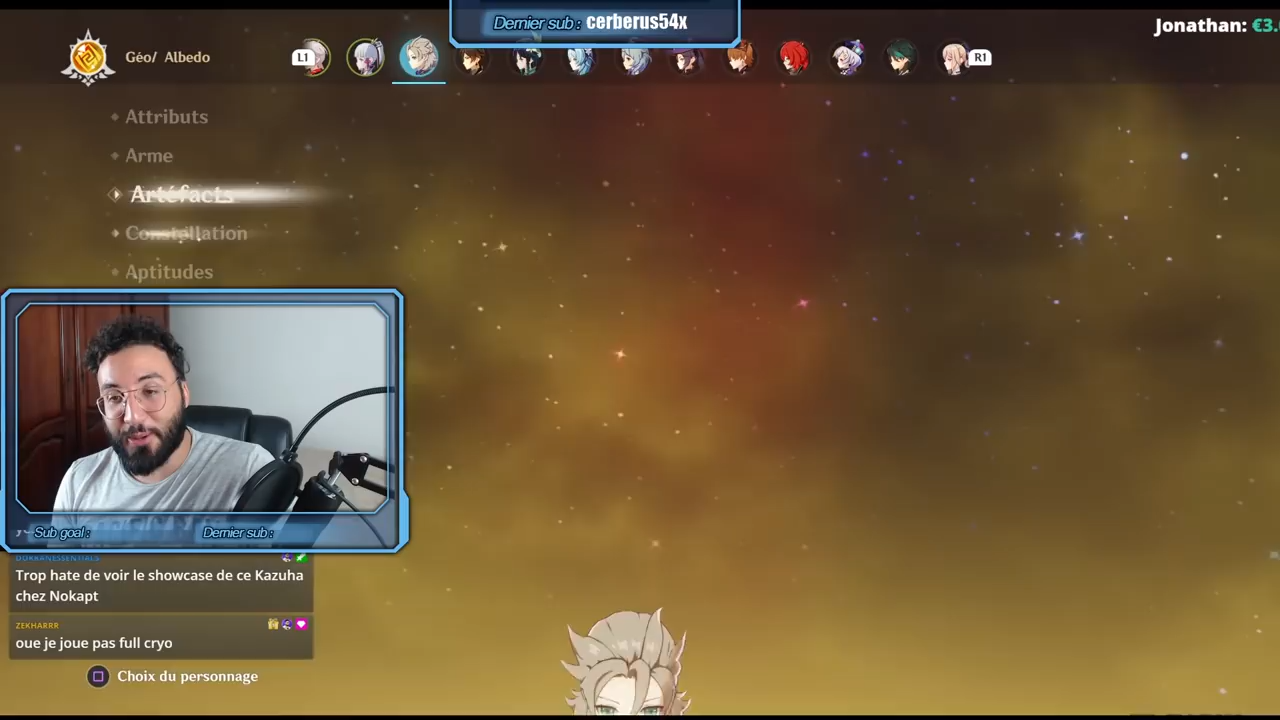 Dernier sub : cerberus54x
Jonathan: €3.
Géo/ Albedo
L1
R1
Attributs
Arme
Artéfacts
Constellation
Aptitudes
Sub goal :
Dernier sub :
DORKANESSENTIALS
Trop hate de voir le showcase de ce Kazuha
chez Nokapt
ZEKHARRR
oue je joue pas full cryo
Choix du personnage